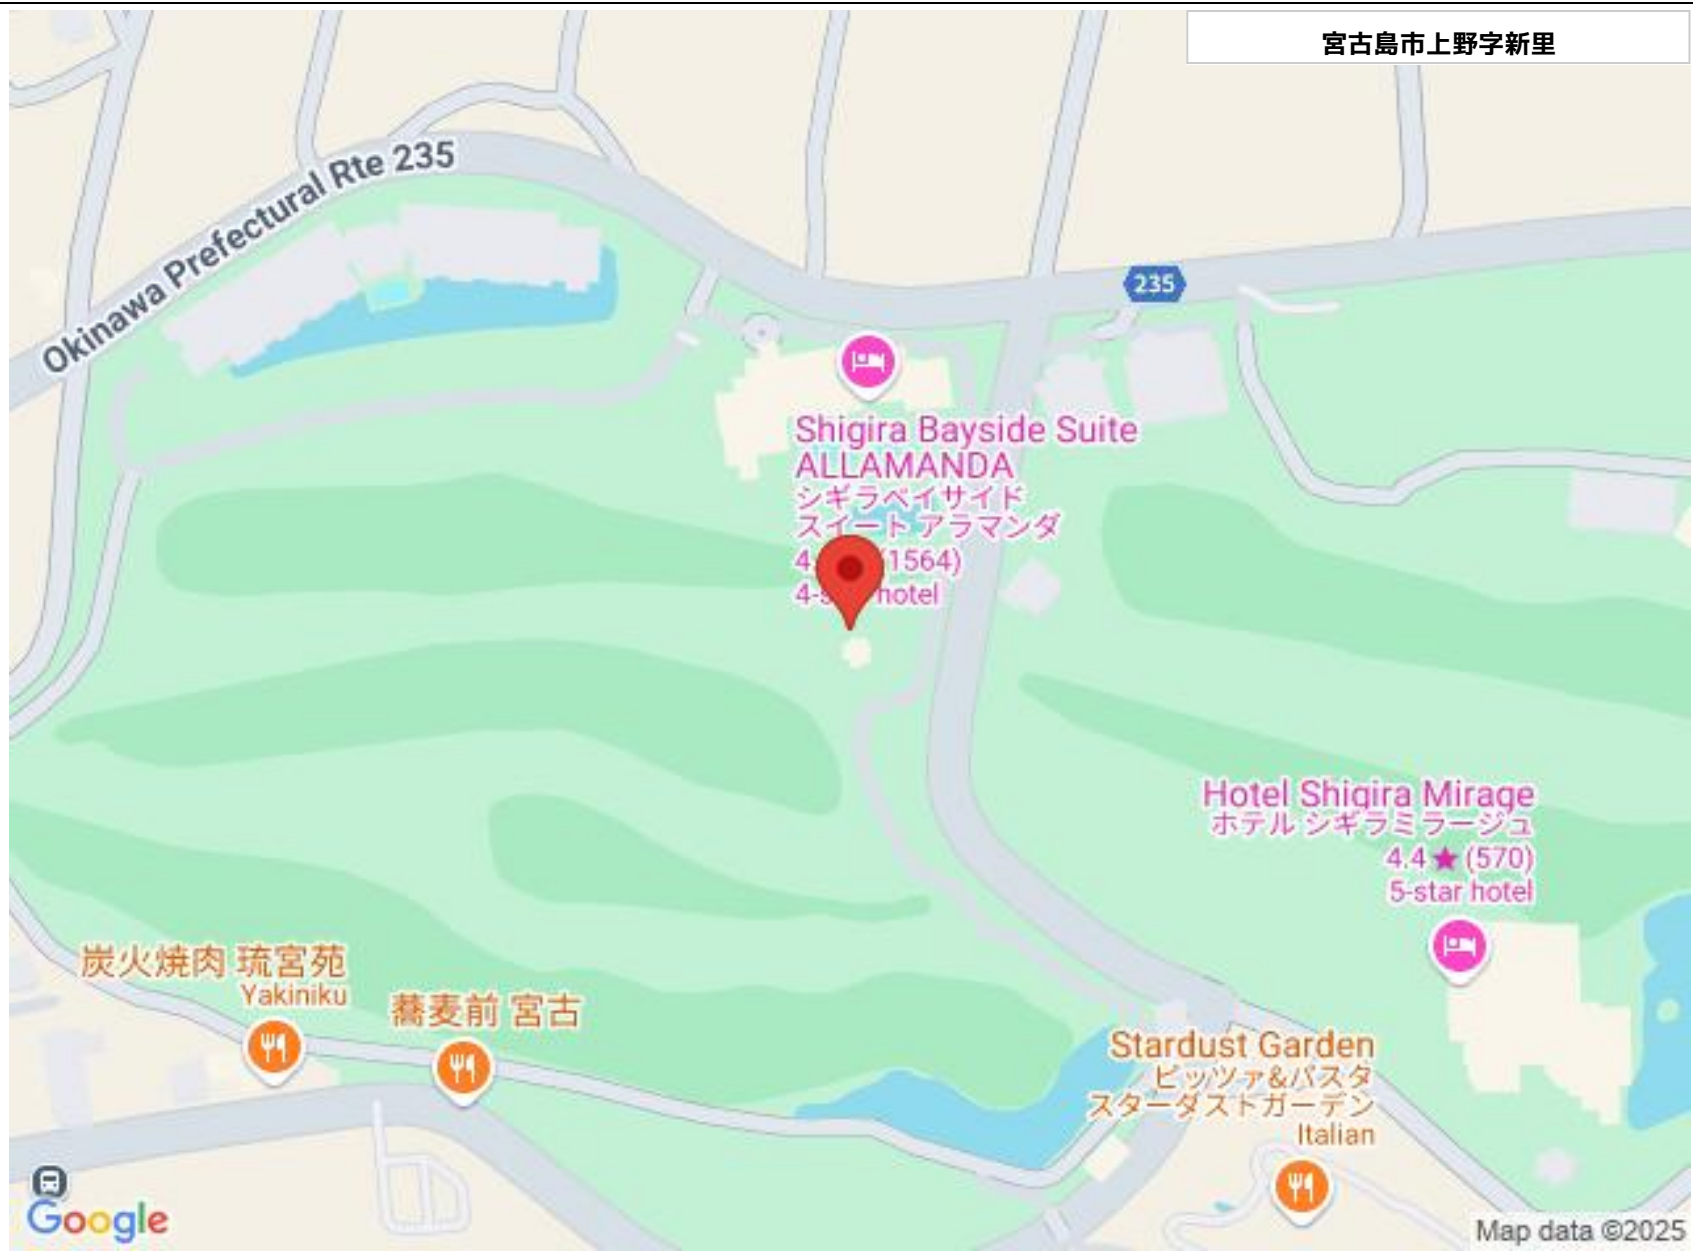 宮古島市上野字新里
Okinawa Prefectural Rte 235
235
Shigira Bayside Suite
ALLAMANDA
シギラベイサイド
スイート アラマンダ
4. (1564)
hotel
Hotel Shigira Mirage
ホテル シギラミラージュ
4.4★(570)
5-star hotel
炭火焼肉 琉宮苑
Yakiniku
蕎麦前 宮古
Stardust Garden
ピッツァ&パスタ
スターダストガーデン
Italian
Google
Map data ©2025